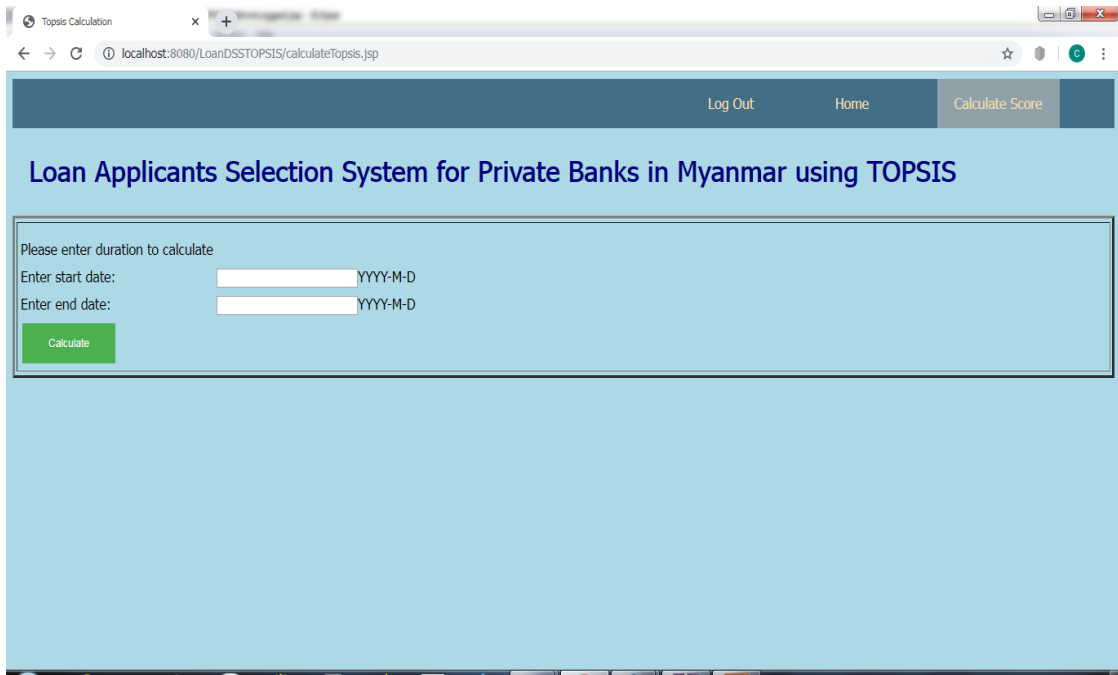 Topsis Calculation
localhost:8080/LoanDSSTOPSIS/calculateTopsis.jsp
C
Log Out Home Calculate Score
Loan Applicants Selection System for Private Banks in Myanmar using TOPSIS
Please enter duration to calculate
Enter start date: YYYY-M-D
Enter end date: YYYY-M-D
Calculate